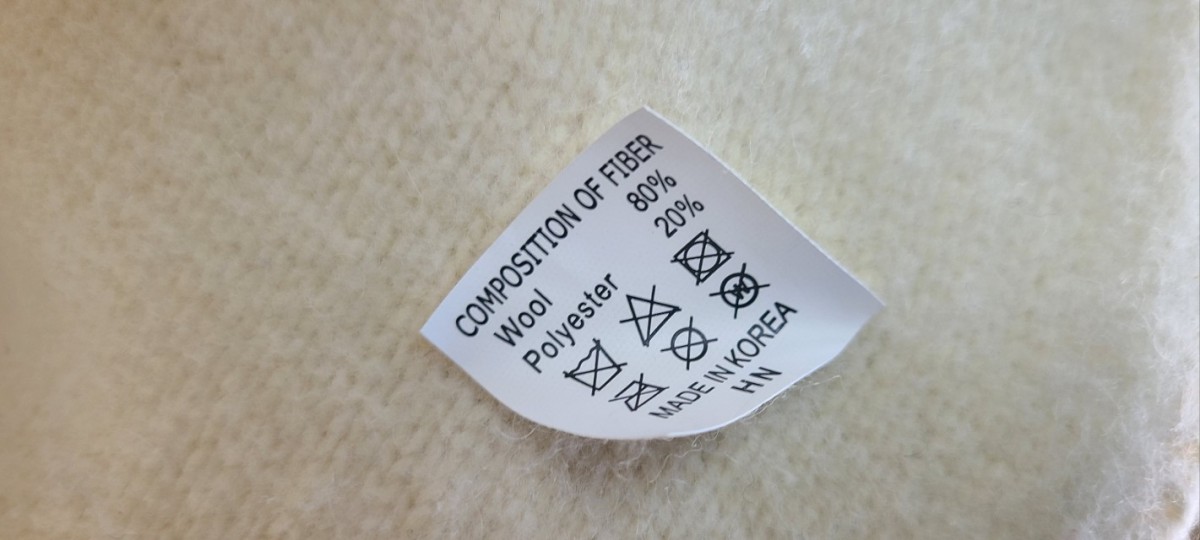 COMPOSITION OF FIBER
Wool 80%
Polyester 20%
W
MADE IN KOREA
HN